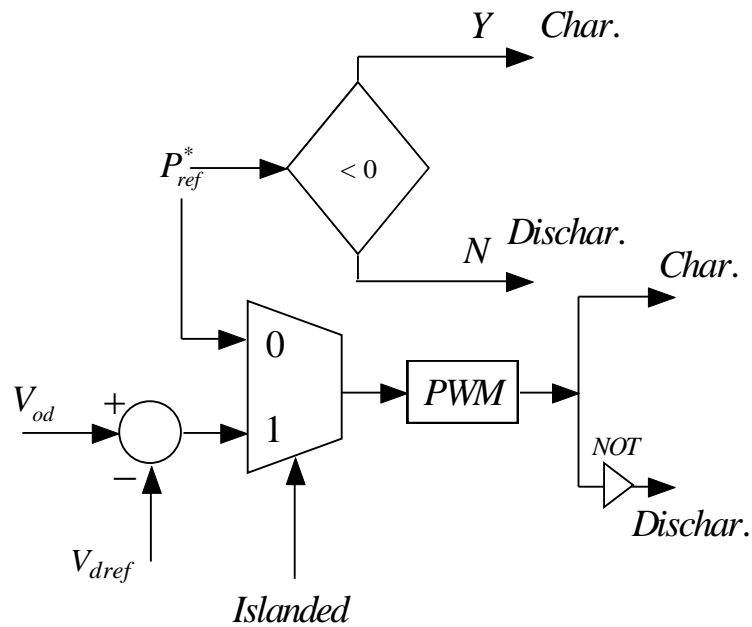 Y Char.
P*ref
< 0
N Dischar.
Char.
0
Vod
+
1
PWM
NOT
−
Vdref
Dischar.
Islanded